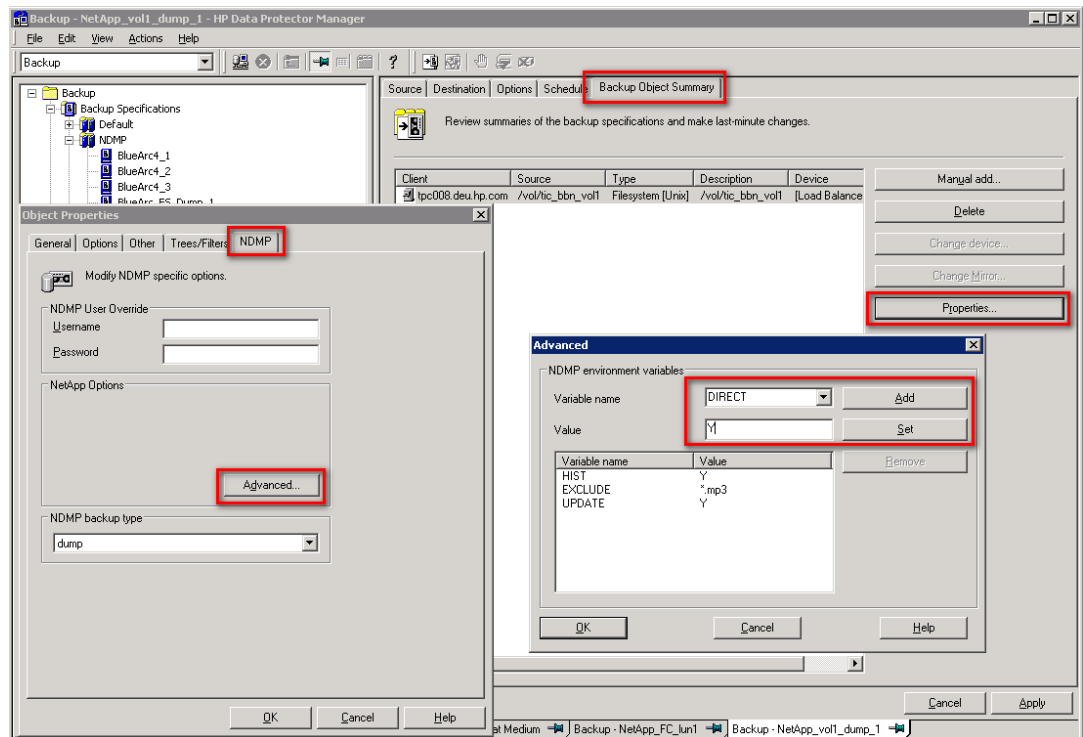 Backup - NetApp_vol1_dump_1 - HP Data Protector Manager
File Edit View Actions Help
Backup
Backup
Backup Specifications
Default
NDMP
BlueArc4_1
BlueArc4_2
BlueArc4_3
BlueArc_FS_Dump_1
Source Destination Options Schedule Backup Object Summary
Review summaries of the backup specifications and make last-minute changes.
Client Source Type Description Device
tpc008.deu.hp.com /vol/tic_bbn_vol1 Filesystem [Unix] /vol/tic_bbn_vol1 [Load Balance
Manual add...
Delete
Change device...
Change Mirror...
Properties...
Object Properties
General Options Other Trees/Filters NDMP
Modify NDMP specific options.
NDMP User Override
Username
Password
NetApp Options
Advanced...
NDMP backup type
dump
OK Cancel Help
Advanced
NDMP environment variables
Variable name DIRECT Add
Value Y Set
Variable name Value Remove
HIST Y
EXCLUDE *.mp3
UPDATE Y
OK Cancel Help
Cancel Apply
at Medium Backup - NetApp_FC_lun1 Backup - NetApp_vol1_dump_1